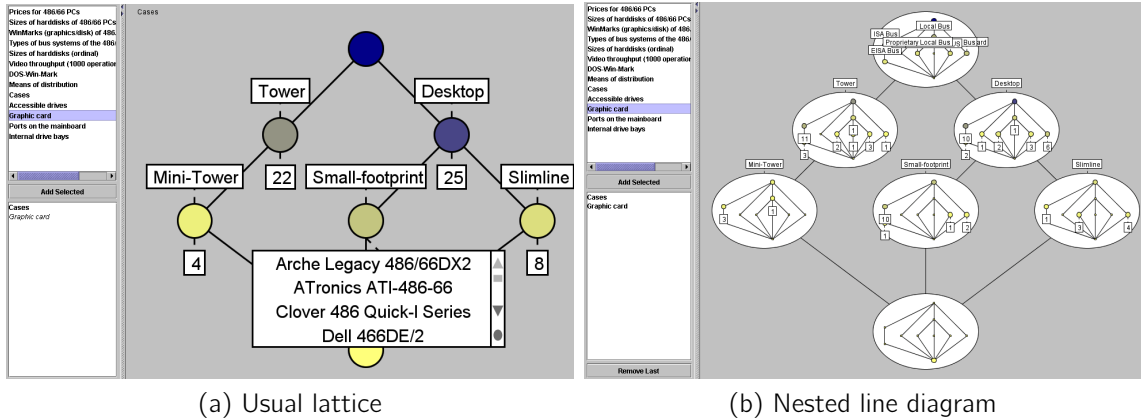 Prices for 486/66 PCs
Sizes of harddisks of 486/66 PCs
WinMarks (graphics/disk) of 486.
Types of bus systems of the 486/
Sizes of harddisks (ordinal)
Video throughput (1000 operation
DOS-Win-Mark
Means of distribution
Cases
Accessible drives
Graphic card
Ports on the mainboard
Internal drive bays
Add Selected
Cases
Graphic card
Cases
Tower
Desktop
22
25
Mini-Tower
Small-footprint
Slimline
4
8
Arche Legacy 486/66DX2
ATronics ATI-486-66
Clover 486 Quick-I Series
Dell 466DE/2
(a) Usual lattice
Prices for 486/66 PCs
Sizes of harddisks of 486/66 PCs
WinMarks (graphics/disk) of 486.
Types of bus systems of the 486/
Sizes of harddisks (ordinal)
Video throughput (1000 operation
DOS-Win-Mark
Means of distribution
Cases
Accessible drives
Graphic card
Ports on the mainboard
Internal drive bays
Add Selected
Cases
Graphic card
Remove Last
Local Bus
ISA Bus
Proprietary Local Bus
EISA Bus
Tower
Desktop
11 2 1 1 3 1
3
10 1 2 1 3 6
2
Mini-Tower
Small-footprint
Slimline
3 1
10 1 2
1
1 3 4
(b) Nested line diagram